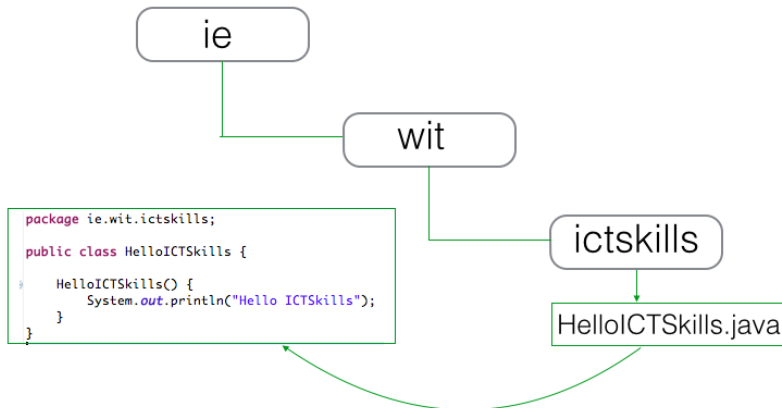 ie
wit
ictskills
HelloICTSkills.java
package ie.wit.ictskills;
public class HelloICTSkills {
HelloICTSkills() {
System.out.println("Hello ICTSkills");
}
}